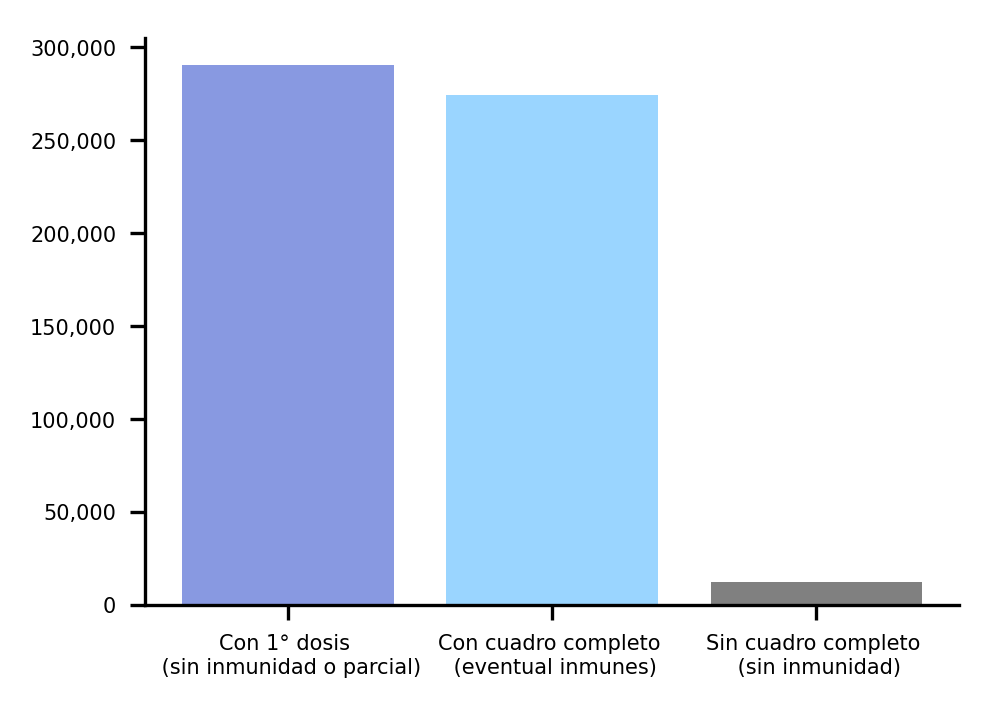 300,000
250,000
200,000
150,000
100,000
50,000
0
Con 1° dosis
(sin inmunidad o parcial)
Con cuadro completo
(eventual inmunes)
Sin cuadro completo
(sin inmunidad)